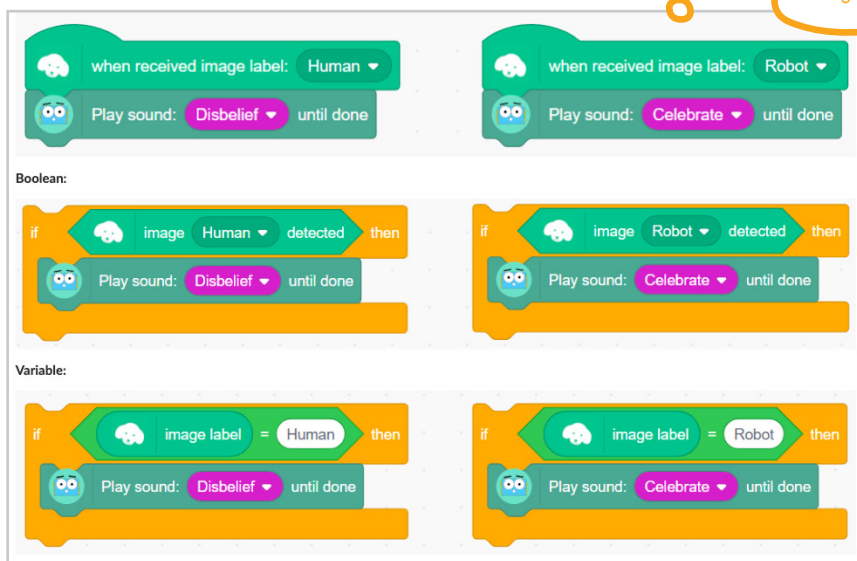 when received image label: Human
when received image label: Robot
Play sound: Disbelief until done
Play sound: Celebrate until done
Boolean:
if image Human detected then
if image Robot detected then
Play sound: Disbelief until done
Play sound: Celebrate until done
Variable:
if image label = Human then
if image label = Robot then
Play sound: Disbelief until done
Play sound: Celebrate until done